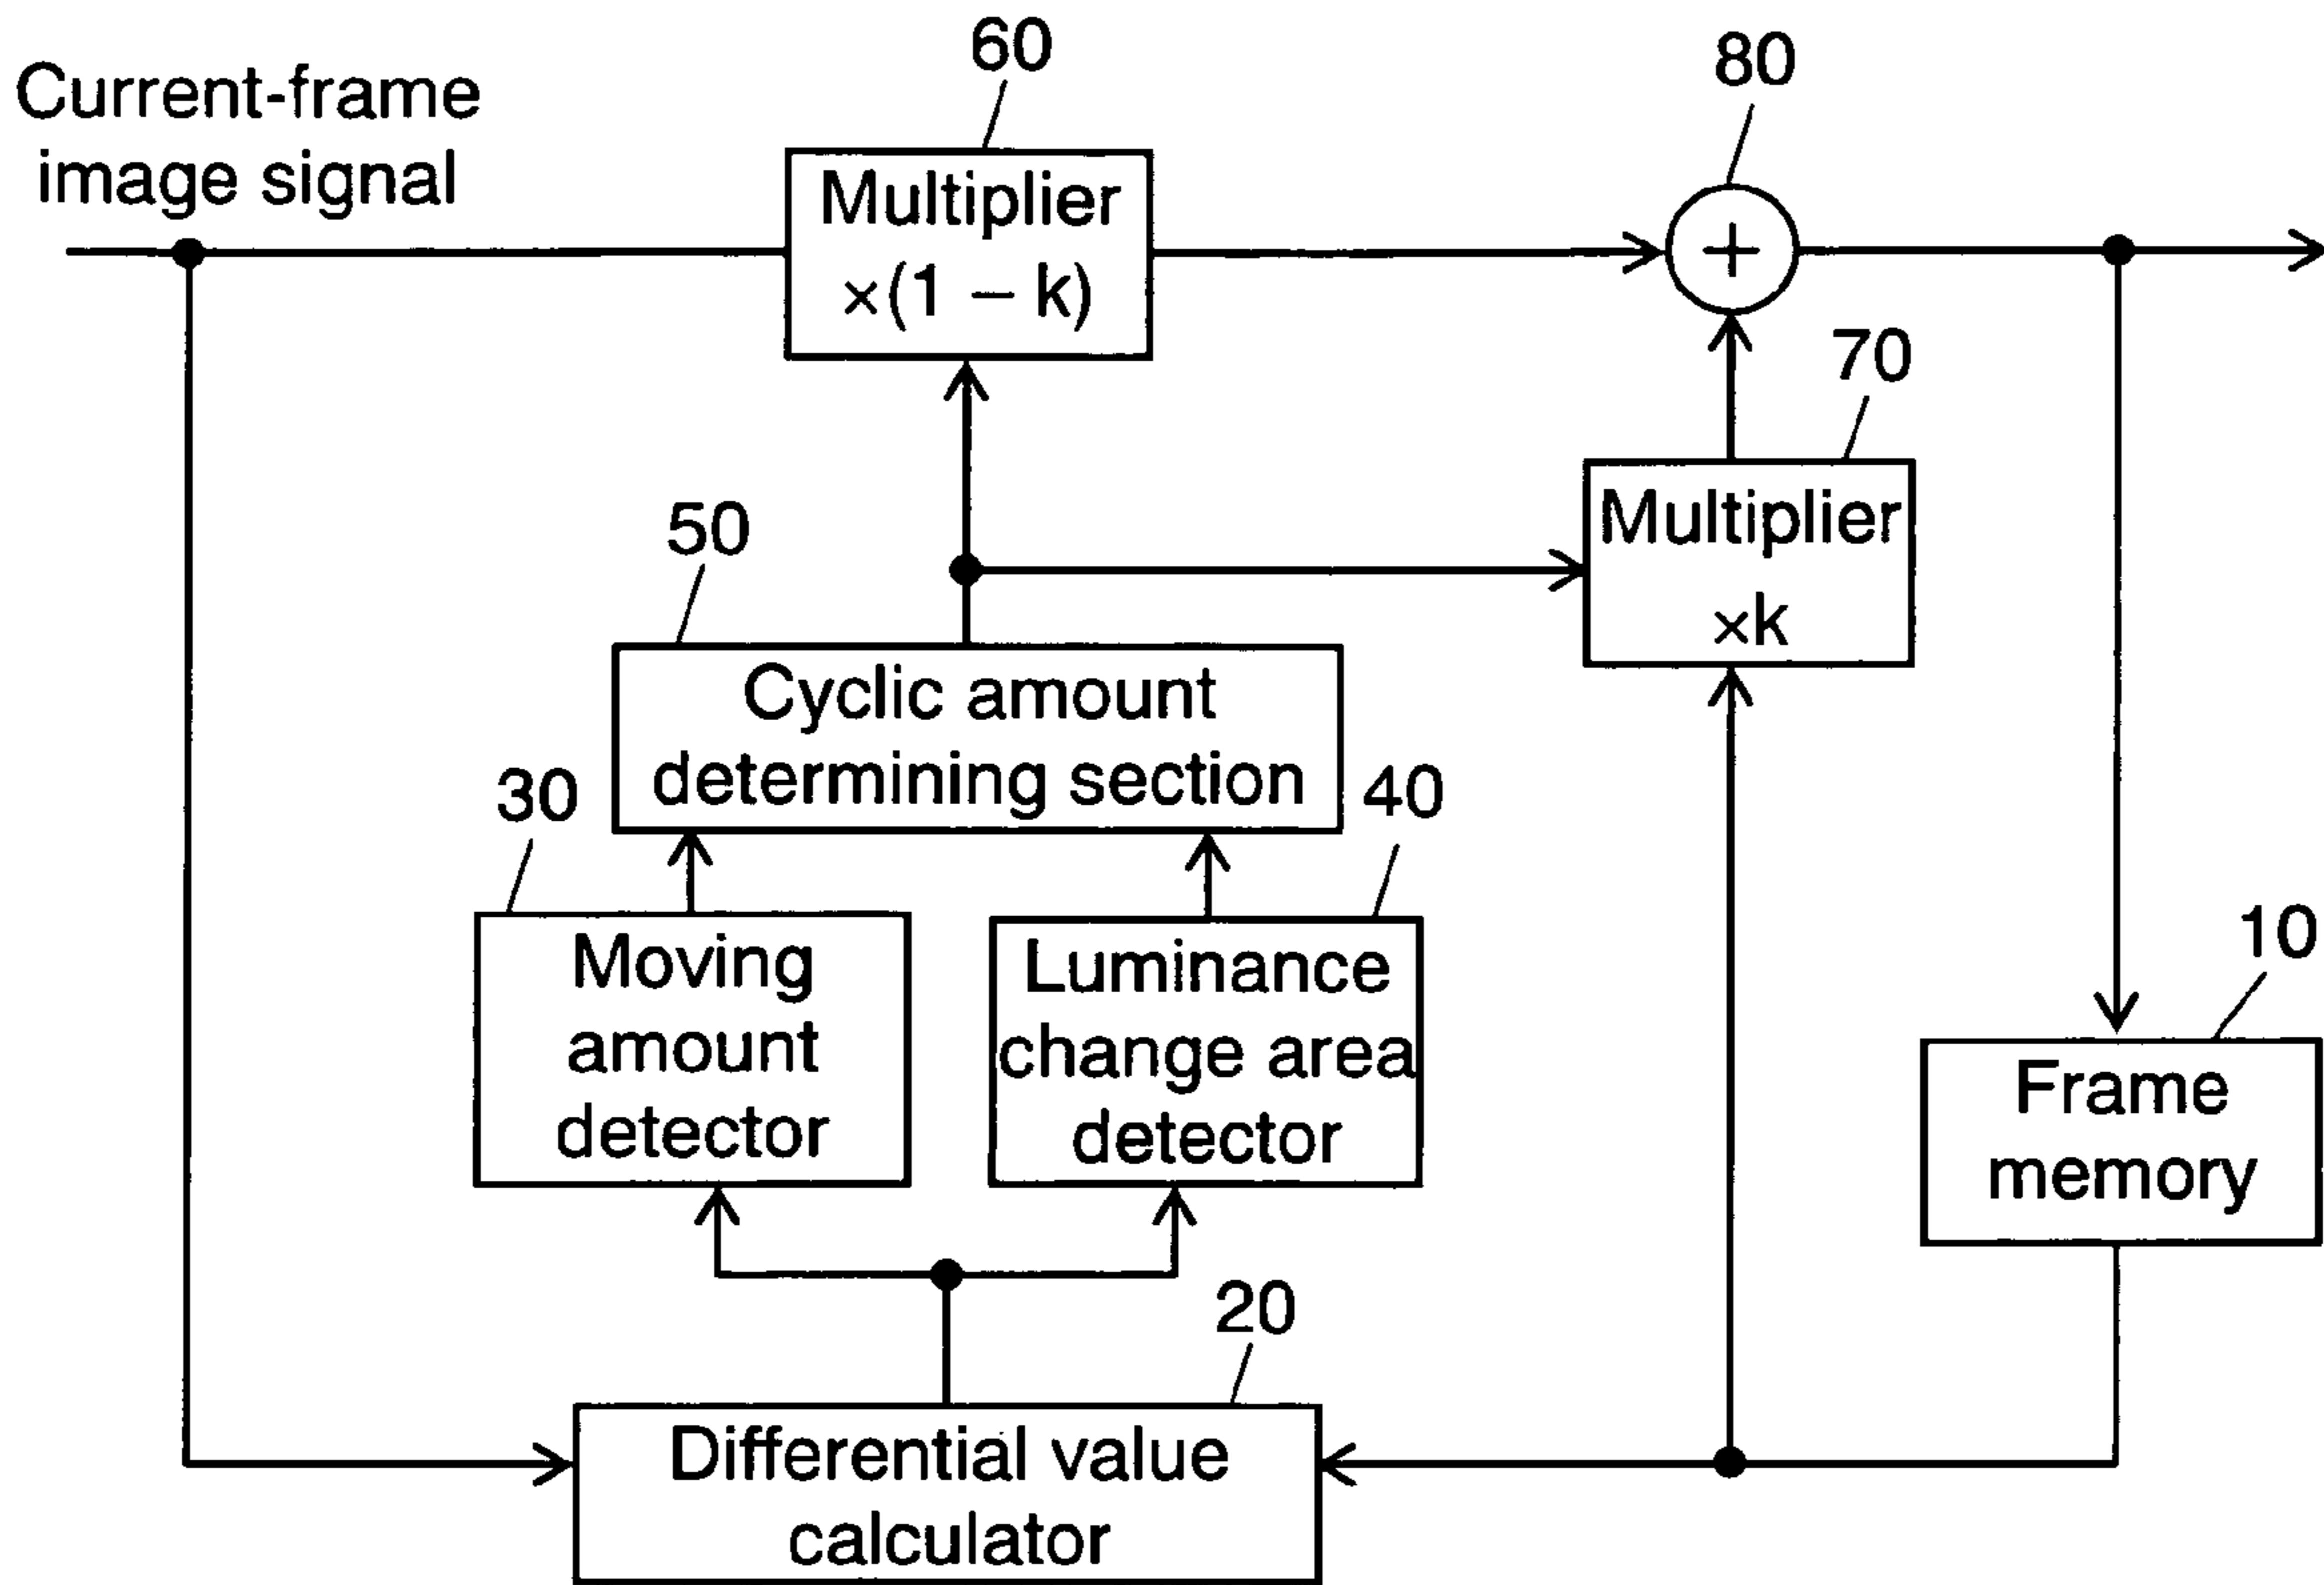 60
80
Current-frame
image signal
Multiplier
×(1 – k)
+
70
50
Multiplier
×k
Cyclic amount
determining section
30
40
Moving
amount
detector
Luminance
change area
detector
10
Frame
memory
20
Differential value
calculator